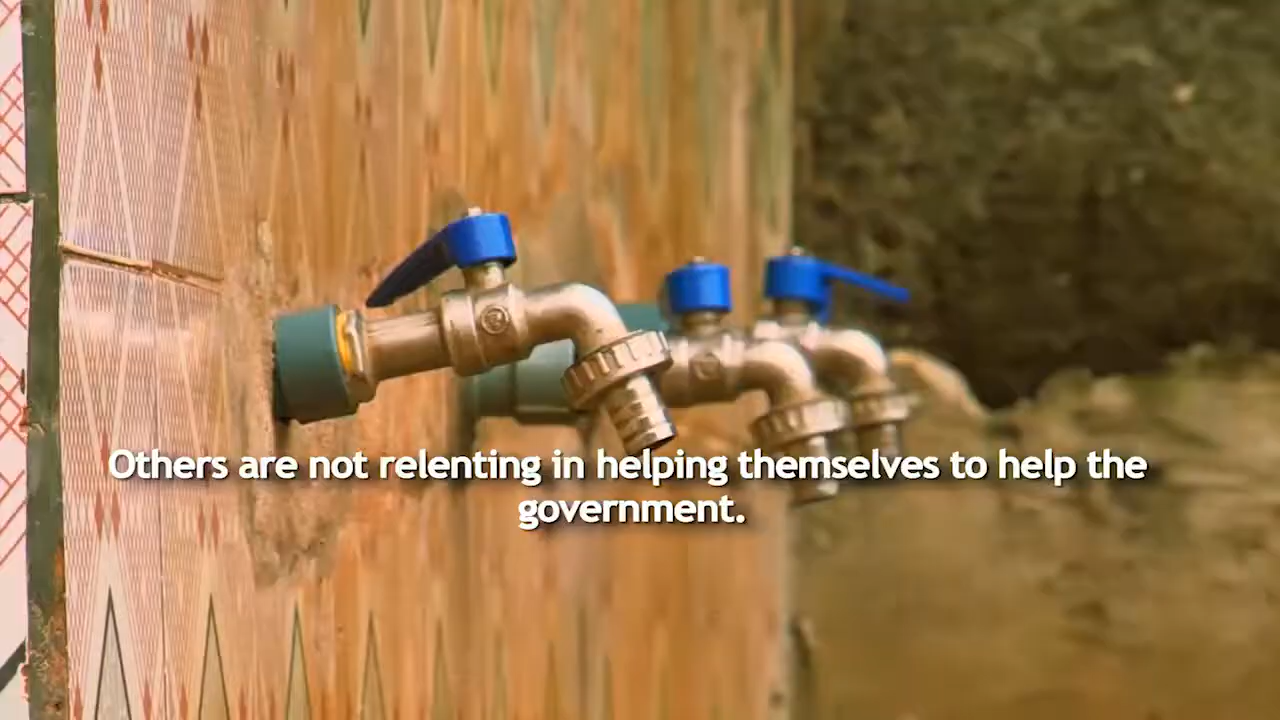 Others are not relenting in helping themselves to help the
government.